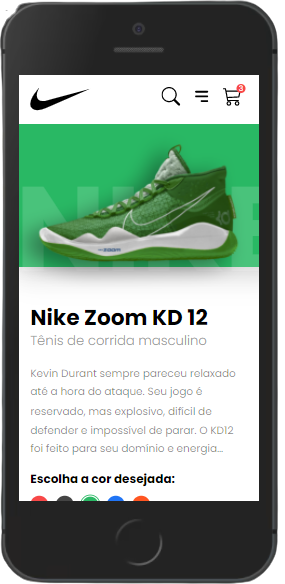 3
NIKE
Nike Zoom KD 12
Tênis de corrida masculino
Kevin Durant sempre pareceu relaxado
até a hora do ataque. Seu jogo é
reservado, mas explosivo, difícil de
defender e impossível de parar. O KD12
foi feito para seu domínio e energia...
Escolha a cor desejada: